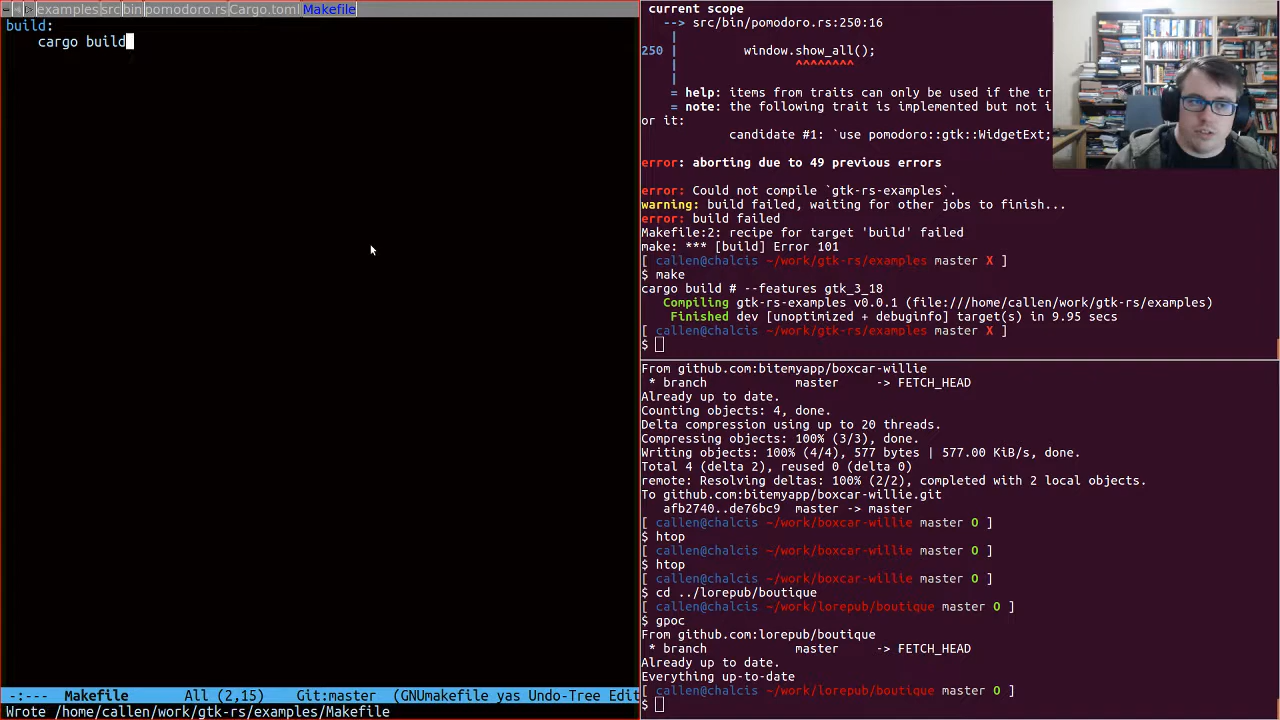 examples src bin pomodoro.rs Cargo.toml Makefile
build:
    cargo build
-:---  Makefile       All (2,15)    Git:master  (GNUmakefile yas Undo-Tree Edit
Wrote /home/callen/work/gtk-rs/examples/Makefile
current scope
   --> src/bin/pomodoro.rs:250:16
    |
250 |         window.show_all();
    |                ^^^^^^^^
    |
    = help: items from traits can only be used if the tr
    = note: the following trait is implemented but not i
or it:
            candidate #1: `use pomodoro::gtk::WidgetExt;
error: aborting due to 49 previous errors
error: Could not compile `gtk-rs-examples`.
warning: build failed, waiting for other jobs to finish...
error: build failed
Makefile:2: recipe for target 'build' failed
make: *** [build] Error 101
[ callen@chalcis ~/work/gtk-rs/examples master X ]
$ make
cargo build # --features gtk_3_18
   Compiling gtk-rs-examples v0.0.1 (file:///home/callen/work/gtk-rs/examples)
    Finished dev [unoptimized + debuginfo] target(s) in 9.95 secs
[ callen@chalcis ~/work/gtk-rs/examples master X ]
$
From github.com:bitemyapp/boxcar-willie
 * branch            master     -> FETCH_HEAD
Already up to date.
Counting objects: 4, done.
Delta compression using up to 20 threads.
Compressing objects: 100% (3/3), done.
Writing objects: 100% (4/4), 577 bytes | 577.00 KiB/s, done.
Total 4 (delta 2), reused 0 (delta 0)
remote: Resolving deltas: 100% (2/2), completed with 2 local objects.
To github.com:bitemyapp/boxcar-willie.git
   afb2740..de76bc9  master -> master
[ callen@chalcis ~/work/boxcar-willie master O ]
$ htop
[ callen@chalcis ~/work/boxcar-willie master O ]
$ htop
[ callen@chalcis ~/work/boxcar-willie master O ]
$ cd ../lorepub/boutique
[ callen@chalcis ~/work/lorepub/boutique master O ]
$ gpoc
From github.com:lorepub/boutique
 * branch            master     -> FETCH_HEAD
Already up to date.
Everything up-to-date
[ callen@chalcis ~/work/lorepub/boutique master O ]
$